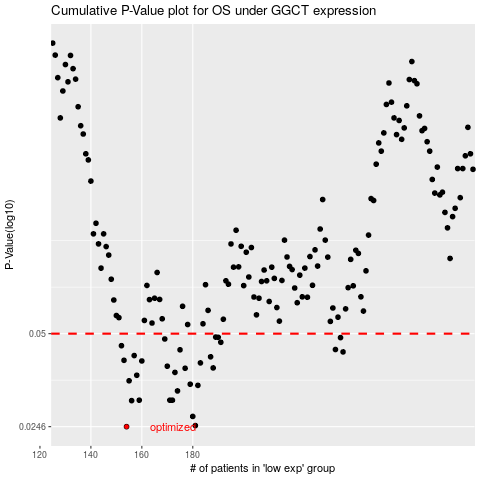 Cumulative P-Value plot for OS under GGCT expression
P-Value(log10)
0.05
0.0246
optimized
120 140 160 180
# of patients in 'low exp' group